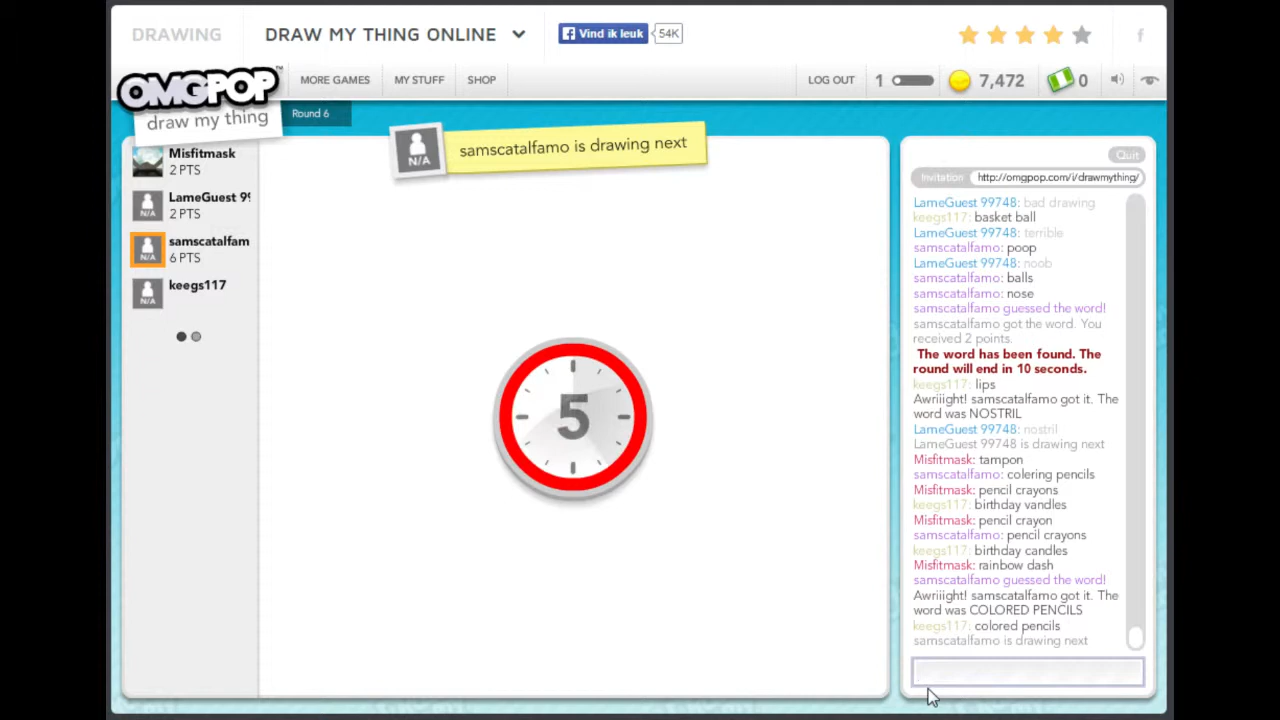 DRAWING
DRAW MY THING ONLINE
Vind ik leuk
54K
f
OMGPOP™
draw my thing
MORE GAMES
MY STUFF
SHOP
LOG OUT
1
7,472
0
Round 6
N/A
samscatalfamo is drawing next
Misfitmask
2 PTS
N/A
LameGuest 99
2 PTS
N/A
samscatalfam
6 PTS
N/A
keegs117
5
Quit
Invitation http://omgpop.com/i/drawmything/
LameGuest 99748: bad drawing
keegs117: basket ball
LameGuest 99748: terrible
samscatalfamo: poop
LameGuest 99748: noob
samscatalfamo: balls
samscatalfamo: nose
samscatalfamo guessed the word!
samscatalfamo got the word. You
received 2 points.
The word has been found. The
round will end in 10 seconds.
keegs117: lips
Awriiight! samscatalfamo got it. The
word was NOSTRIL
LameGuest 99748: nostril
LameGuest 99748 is drawing next
Misfitmask: tampon
samscatalfamo: colering pencils
Misfitmask: pencil crayons
keegs117: birthday vandles
Misfitmask: pencil crayon
samscatalfamo: pencil crayons
keegs117: birthday candles
Misfitmask: rainbow dash
samscatalfamo guessed the word!
Awriiight! samscatalfamo got it. The
word was COLORED PENCILS
keegs117: colored pencils
samscatalfamo is drawing next